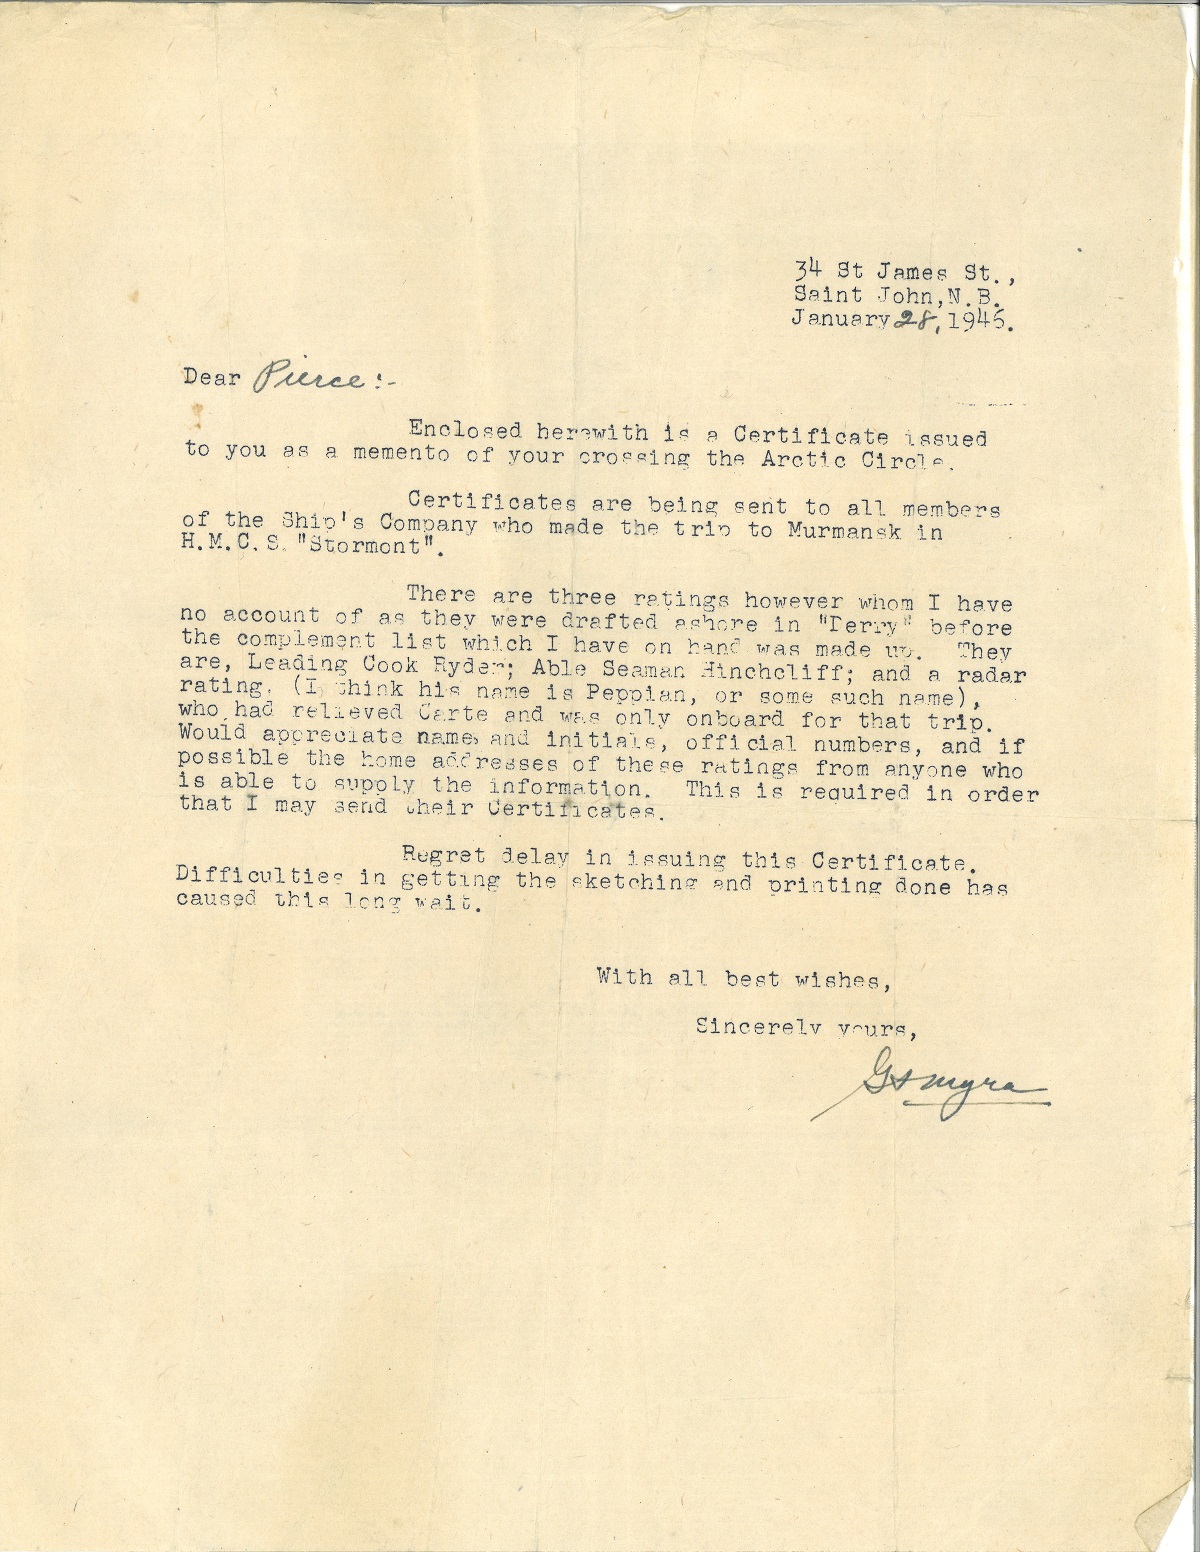 34 St James St.,
Saint John,N.B.
January 28, 1946.
Dear Pierce:-
Enclosed herewith is a Certificate issued
to you as a memento of your crossing the Arctic Circle.
Certificates are being sent to all members
of the Ship's Company who made the trip to Murmansk in
H.M.C.S. "Stormont".
There are three ratings however whom I have
no account of as they were drafted ashore in "Derry" before
the complement list which I have on hand was made up. They
are, Leading Cook Ryder; Able Seaman Hinchcliff; and a radar
rating, (I think his name is Peppian, or some such name),
who had relieved Carte and was only onboard for that trip.
Would appreciate names and initials, official numbers, and if
possible the home addresses of these ratings from anyone who
is able to supply the information. This is required in order
that I may send their Certificates.
Regret delay in issuing this Certificate.
Difficulties in getting the sketching and printing done has
caused this long wait.
With all best wishes,
Sincerely yours,
GS Myra